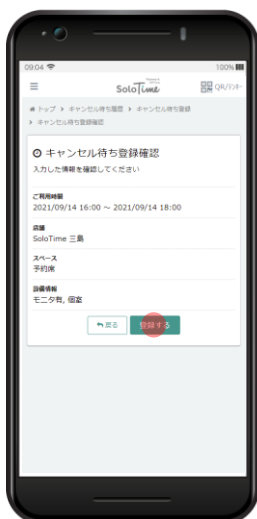 09:04 100%
SoloTime QR/リンキー
トップ > キャンセル待ち履歴 > キャンセル待ち登録
> キャンセル待ち登録確認
キャンセル待ち登録確認
入力した情報を確認してください
ご利用時間
2021/09/14 16:00 ～ 2021/09/14 18:00
店舗
SoloTime 三島
スペース
予約席
設備情報
モニタ有, 個室
戻る 登録する